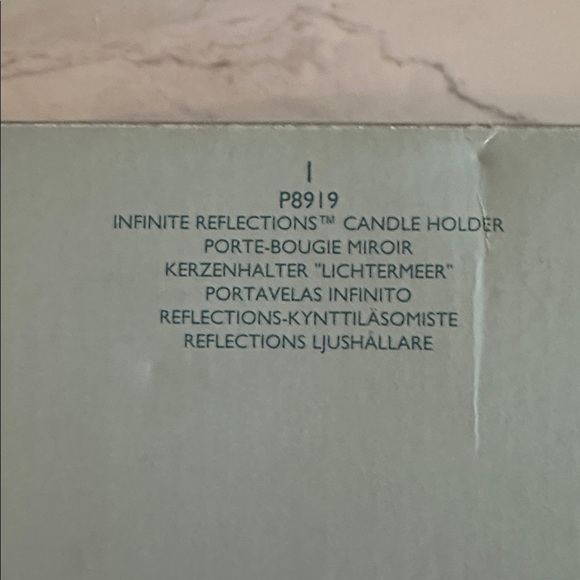 1
P8919
INFINITE REFLECTIONS™ CANDLE HOLDER
PORTE-BOUGIE MIROIR
KERZENHALTER "LICHTERMEER"
PORTAVELAS INFINITO
REFLECTIONS-KYNTTILÄSOMISTE
REFLECTIONS LJUSHÅLLARE